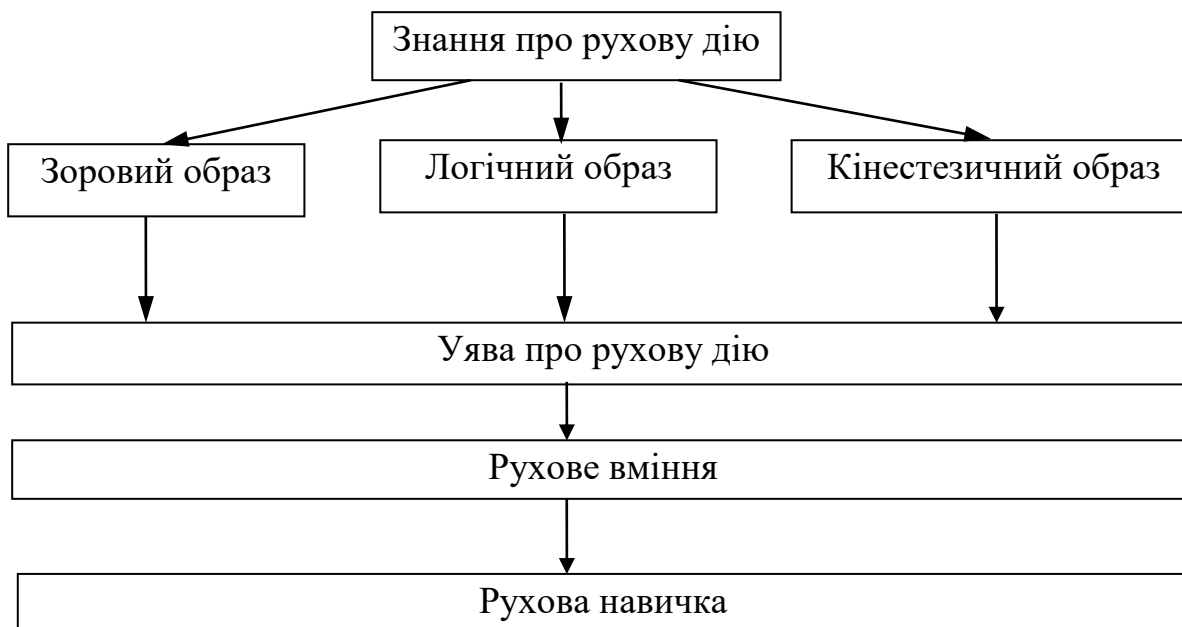 Знання про рухову дію
Зоровий образ
Логічний образ
Кінестезичний образ
Уява про рухову дію
Рухове вміння
Рухова навичка